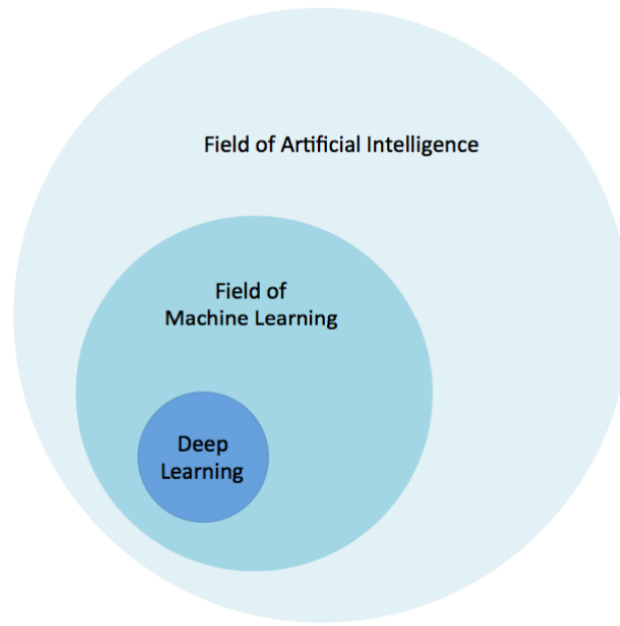 Field of Artificial Intelligence
Field of
Machine Learning
Deep
Learning